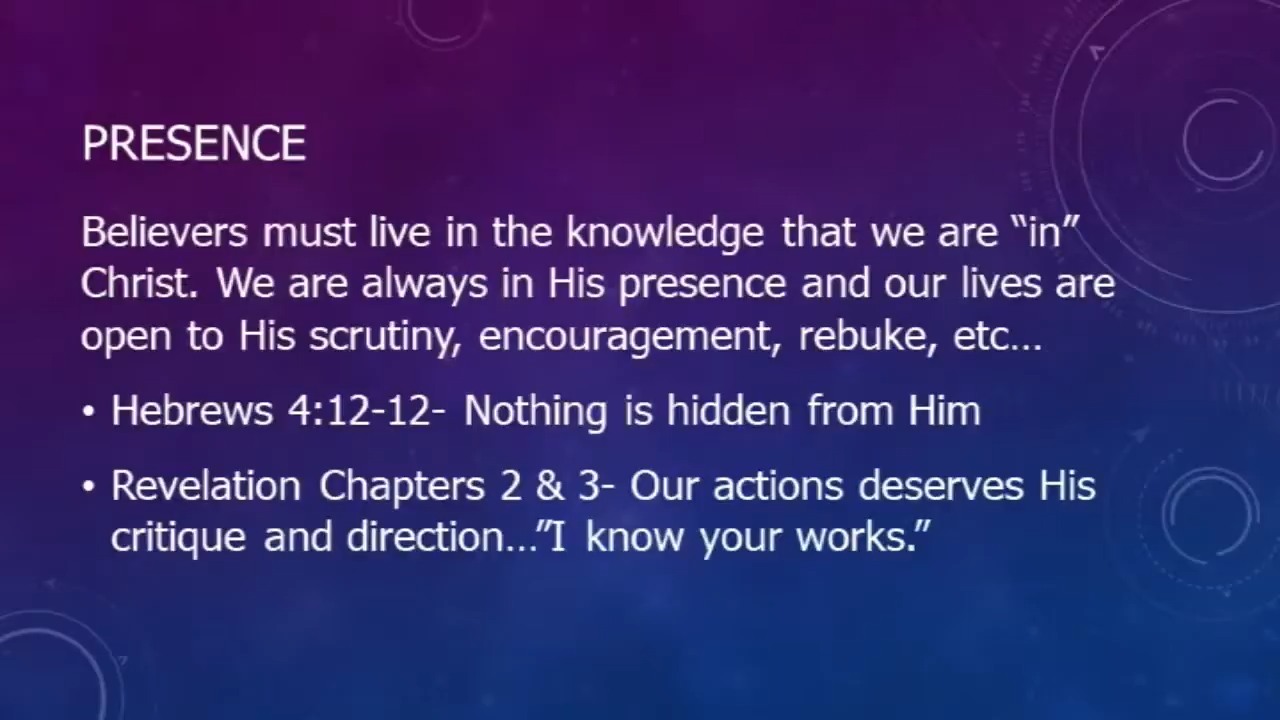 PRESENCE
Believers must live in the knowledge that we are “in”
Christ. We are always in His presence and our lives are
open to His scrutiny, encouragement, rebuke, etc…
• Hebrews 4:12-12- Nothing is hidden from Him
• Revelation Chapters 2 & 3- Our actions deserves His
critique and direction…”I know your works.”